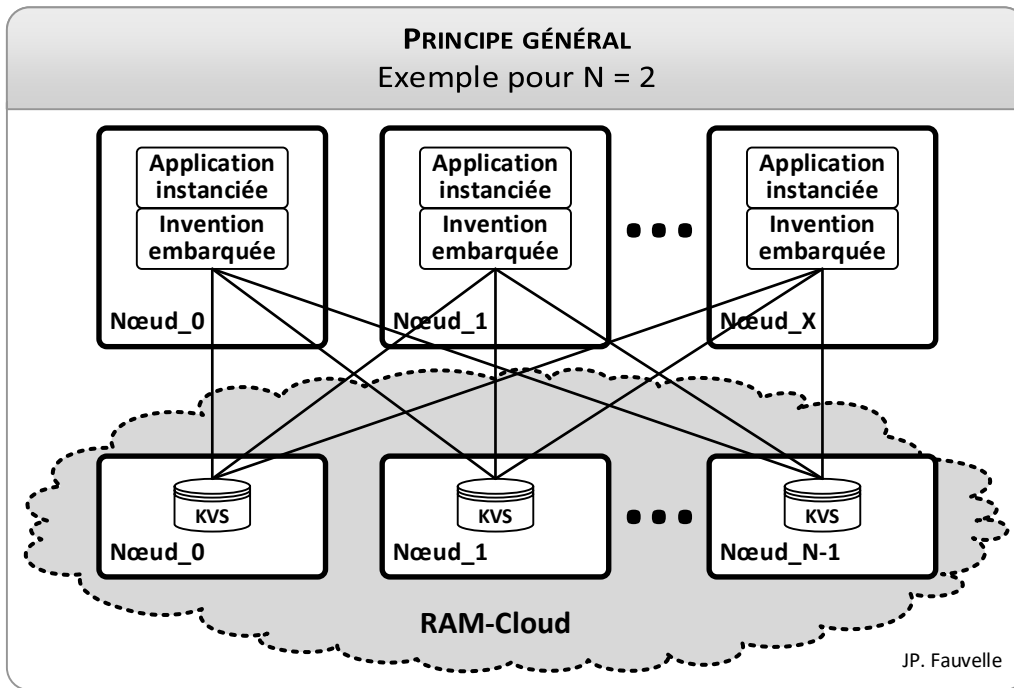 PRINCIPE GÉNÉRAL
Exemple pour N = 2
Application
instanciée
Invention
embarquée
Nœud_0
Application
instanciée
Invention
embarquée
Nœud_1
Application
instanciée
Invention
embarquée
Nœud_X
KVS
Nœud_0
KVS
Nœud_1
KVS
Nœud_N-1
RAM-Cloud
JP. Fauvelle